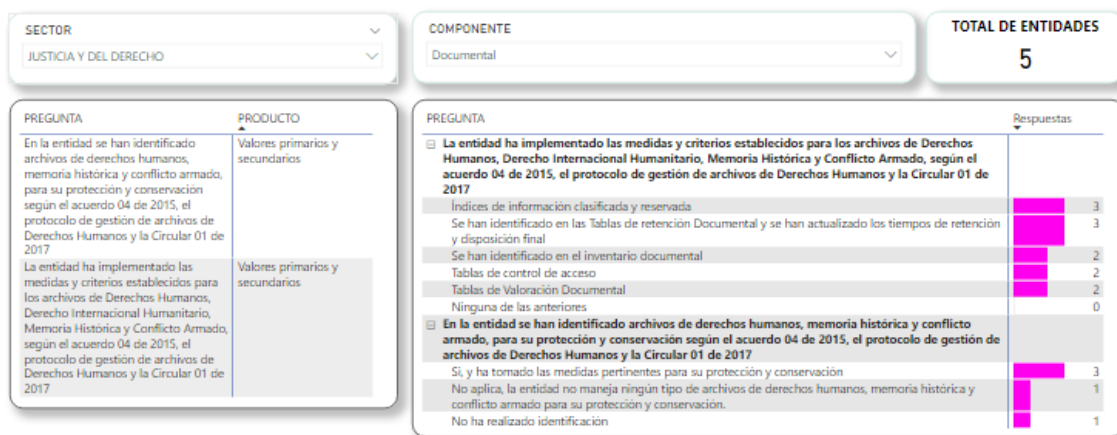 SECTOR
JUSTICIA Y DEL DERECHO
COMPONENTE
Documental
TOTAL DE ENTIDADES
5
PREGUNTA PRODUCTO
En la entidad se han identificado Valores primarios y
archivos de derechos humanos, secundarios
memoria histórica y conflicto armado,
para su protección y conservación
según el acuerdo 04 de 2015, el
protocolo de gestión de archivos de
Derechos Humanos y la Circular 01 de
2017
La entidad ha implementado las Valores primarios y
medidas y criterios establecidos para secundarios
los archivos de Derechos Humanos,
Derecho Internacional Humanitario,
Memoria Histórica y Conflicto Armado,
según el acuerdo 04 de 2015, el
protocolo de gestión de archivos de
Derechos Humanos y la Circular 01 de
2017
PREGUNTA Respuestas
La entidad ha implementado las medidas y criterios establecidos para los archivos de Derechos
Humanos, Derecho Internacional Humanitario, Memoria Histórica y Conflicto Armado, según el
acuerdo 04 de 2015, el protocolo de gestión de archivos de Derechos Humanos y la Circular 01 de
2017
Índices de información clasificada y reservada 3
Se han identificado en las Tablas de retención Documental y se han actualizado los tiempos de retención 3
y disposición final
Se han identificado en el inventario documental 2
Tablas de control de acceso 2
Tablas de Valoración Documental 2
Ninguna de las anteriores 0
En la entidad se han identificado archivos de derechos humanos, memoria histórica y conflicto
armado, para su protección y conservación según el acuerdo 04 de 2015, el protocolo de gestión de
archivos de Derechos Humanos y la Circular 01 de 2017
Si, y ha tomado las medidas pertinentes para su protección y conservación 3
No aplica, la entidad no maneja ningún tipo de archivos de derechos humanos, memoria histórica y 1
conflicto armado para su protección y conservación.
No ha realizado identificación 1